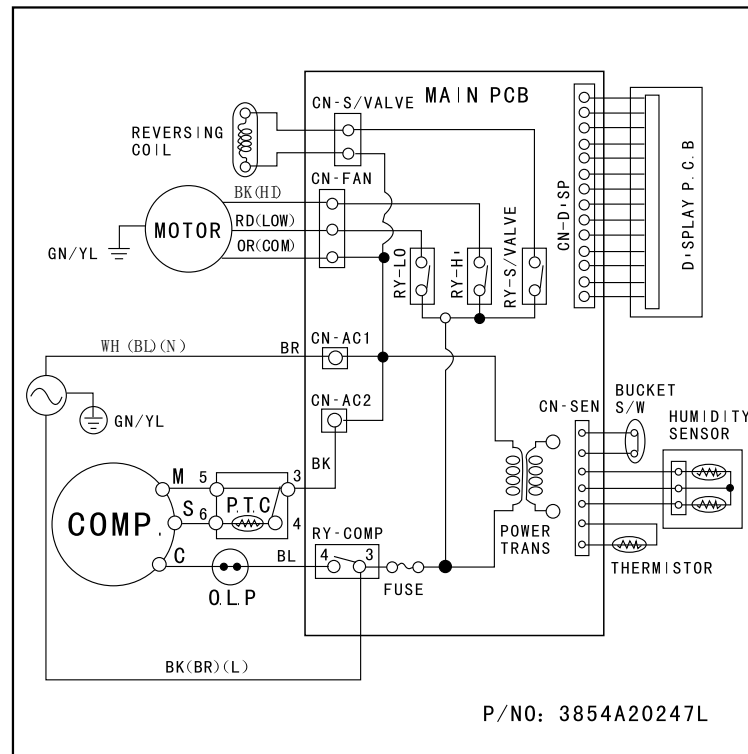 MAIN PCB
CN-S/VALVE
REVERSING
COIL
CN-FAN
BK(HI)
RD(LOW)
OR(COM)
MOTOR
GN/YL
RY-LO
RY-HI
RY-S/VALVE
CN-DISP
DISPLAY P.C.B
WH (BL)(N)
BR
CN-AC1
CN-AC2
GN/YL
BK
CN-SEN
BUCKET
S/W
HUMIDITY
SENSOR
COMP.
M 5
S 6
C
P.T.C
3
4
RY-COMP
4 3
BL
O.L.P
FUSE
POWER
TRANS
THERMISTOR
BK(BR)(L)
P/NO: 3854A20247L